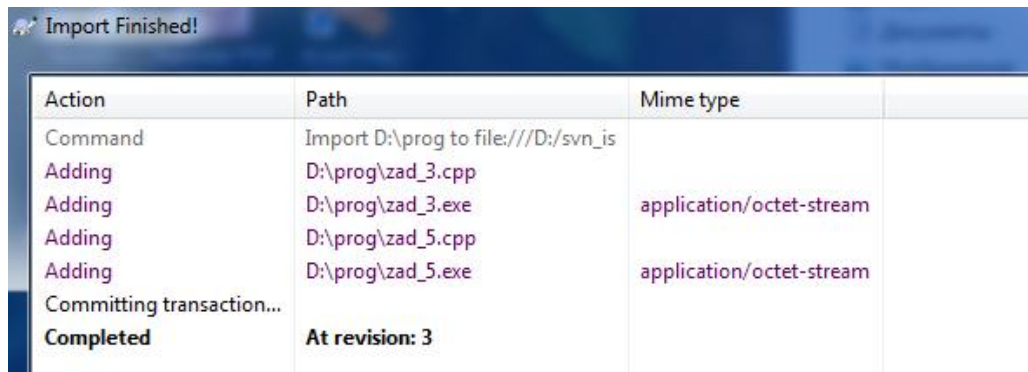 Import Finished!
Action Path Mime type
Command Import D:\prog to file:///D:/svn_is
Adding D:\prog\zad_3.cpp
Adding D:\prog\zad_3.exe application/octet-stream
Adding D:\prog\zad_5.cpp
Adding D:\prog\zad_5.exe application/octet-stream
Committing transaction...
Completed At revision: 3